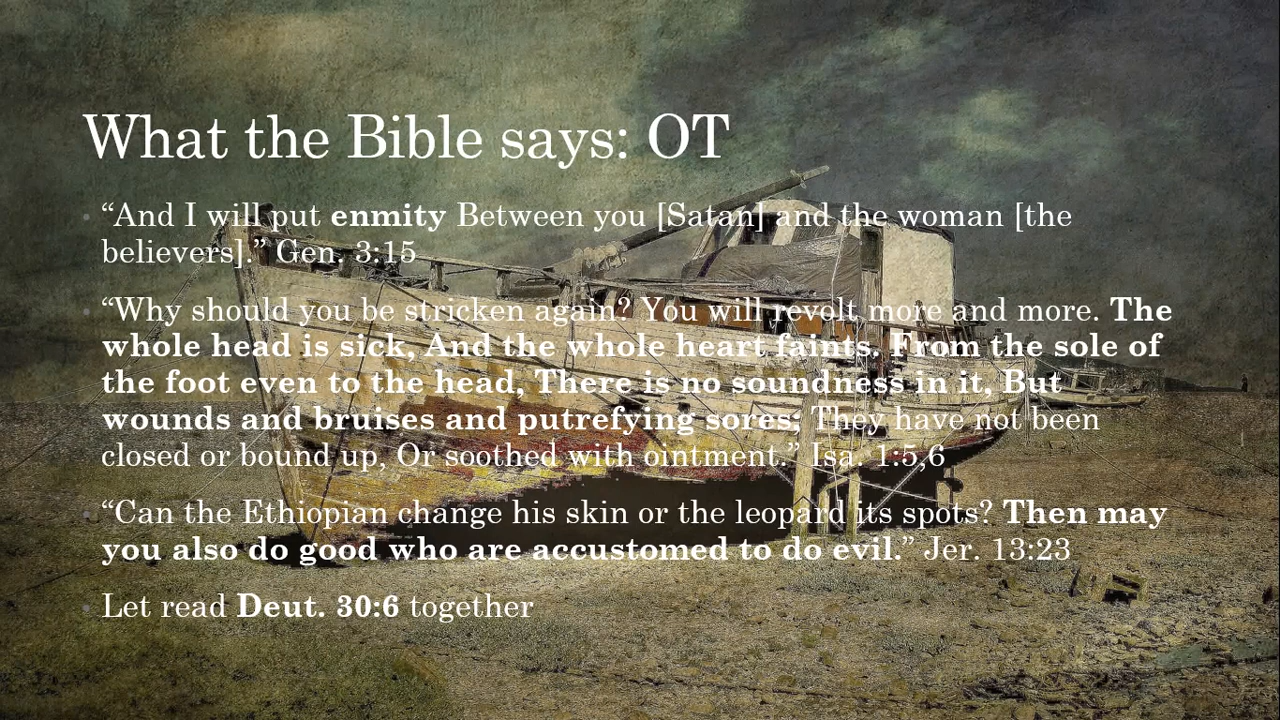 What the Bible says: OT
“And I will put enmity Between you [Satan] and the woman [the
believers].” Gen. 3:15
“Why should you be stricken again? You will revolt more and more. The
whole head is sick, And the whole heart faints. From the sole of
the foot even to the head, There is no soundness in it, But
wounds and bruises and putrefying sores; They have not been
closed or bound up, Or soothed with ointment.” Isa. 1:5,6
“Can the Ethiopian change his skin or the leopard its spots? Then may
you also do good who are accustomed to do evil.” Jer. 13:23
Let read Deut. 30:6 together